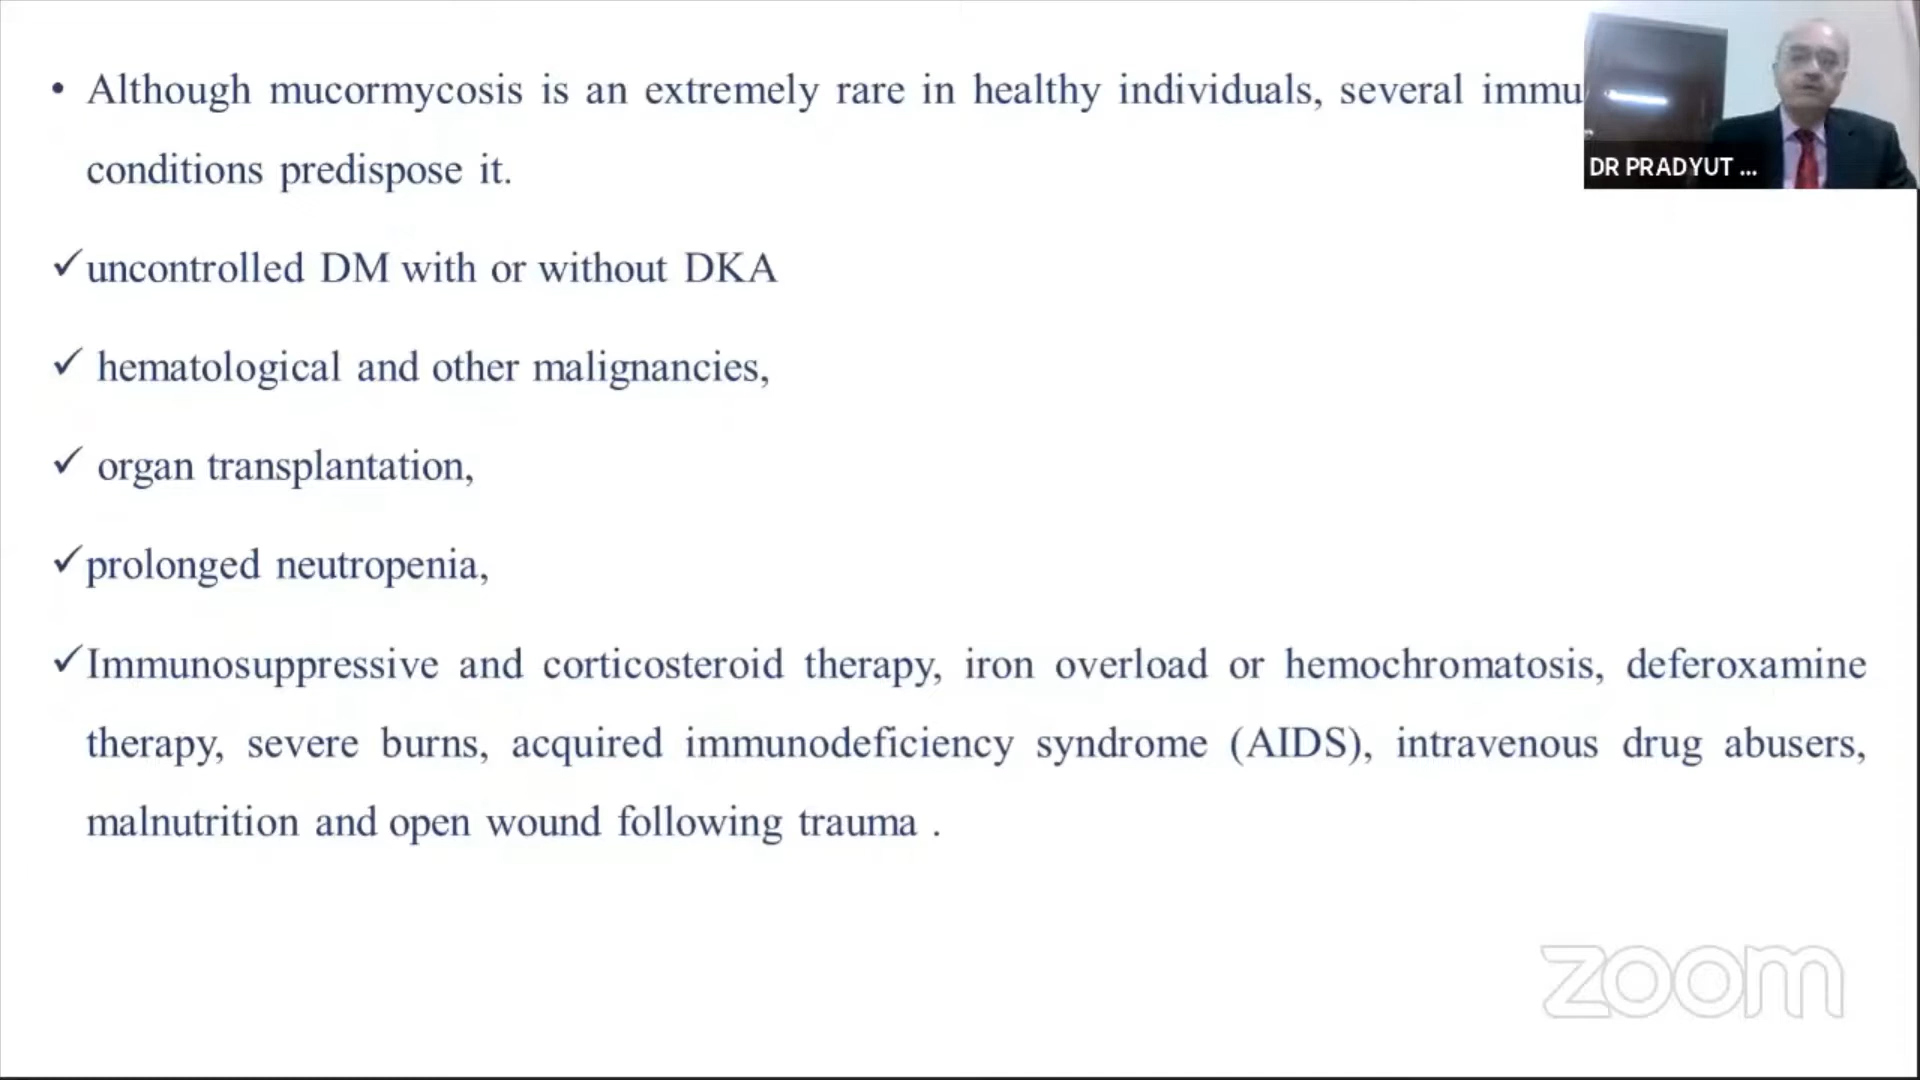 • Although mucormycosis is an extremely rare in healthy individuals, several immu
conditions predispose it.
✓uncontrolled DM with or without DKA
✓ hematological and other malignancies,
✓ organ transplantation,
✓prolonged neutropenia,
✓Immunosuppressive and corticosteroid therapy, iron overload or hemochromatosis, deferoxamine
therapy, severe burns, acquired immunodeficiency syndrome (AIDS), intravenous drug abusers,
malnutrition and open wound following trauma .
DR PRADYUT ...
zoom